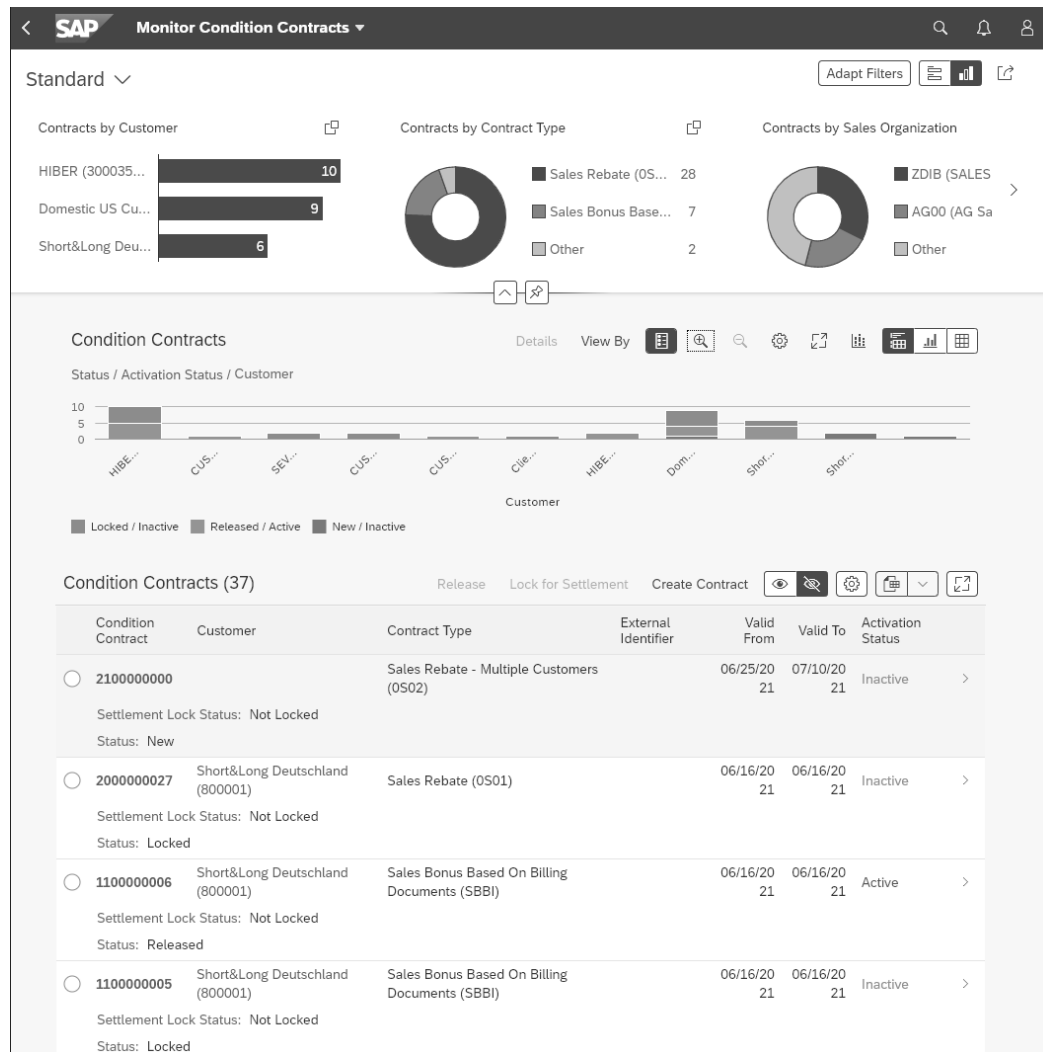 SAP Monitor Condition Contracts
Standard
Adapt Filters
Contracts by Customer
HIBER (300035... 10
Domestic US Cu... 9
Short&Long Deu... 6
Contracts by Contract Type
Sales Rebate (0S... 28
Sales Bonus Base... 7
Other 2
Contracts by Sales Organization
ZDIB (SALES
AG00 (AG Sa
Other
Condition Contracts
Details View By
Status / Activation Status / Customer
10
5
0
HIBE... CUS... SEV... CUS... CUS... Clie... HIBE... Dom... Shor... Shor...
Customer
Locked / Inactive Released / Active New / Inactive
Condition Contracts (37)
Release Lock for Settlement Create Contract
Condition Contract Customer Contract Type External Identifier Valid From Valid To Activation Status
2100000000 Sales Rebate - Multiple Customers (0S02) 06/25/2021 07/10/2021 Inactive
Settlement Lock Status: Not Locked
Status: New
2000000027 Short&Long Deutschland (800001) Sales Rebate (0S01) 06/16/2021 06/16/2021 Inactive
Settlement Lock Status: Not Locked
Status: Locked
1100000006 Short&Long Deutschland (800001) Sales Bonus Based On Billing Documents (SBBI) 06/16/2021 06/16/2021 Active
Settlement Lock Status: Not Locked
Status: Released
1100000005 Short&Long Deutschland (800001) Sales Bonus Based On Billing Documents (SBBI) 06/16/2021 06/16/2021 Inactive
Settlement Lock Status: Not Locked
Status: Locked